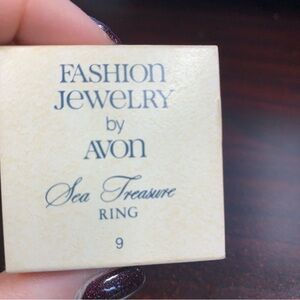 FASHION
JEWELRY
by
AVON
Sea Treasure
RING
9